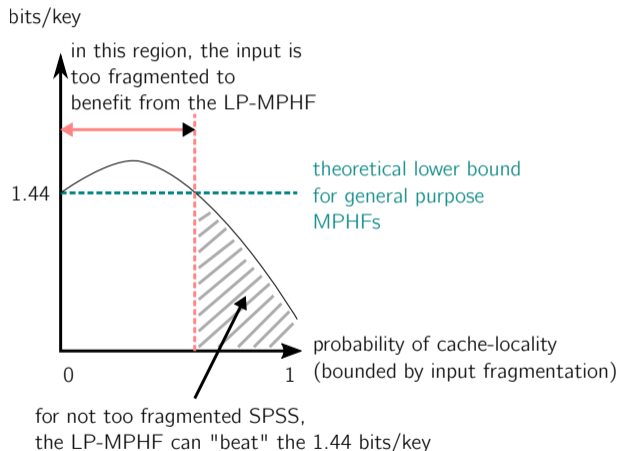 bits/key
in this region, the input is
too fragmented to
benefit from the LP-MPHF
theoretical lower bound
for general purpose
MPHFs
1.44
probability of cache-locality
(bounded by input fragmentation)
0
1
for not too fragmented SPSS,
the LP-MPHF can "beat" the 1.44 bits/key